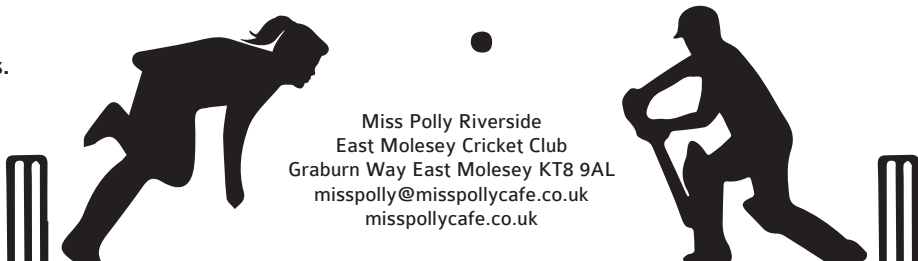 s.
Miss Polly Riverside
East Molesey Cricket Club
Graburn Way East Molesey KT8 9AL
misspolly@misspollycafe.co.uk
misspollycafe.co.uk